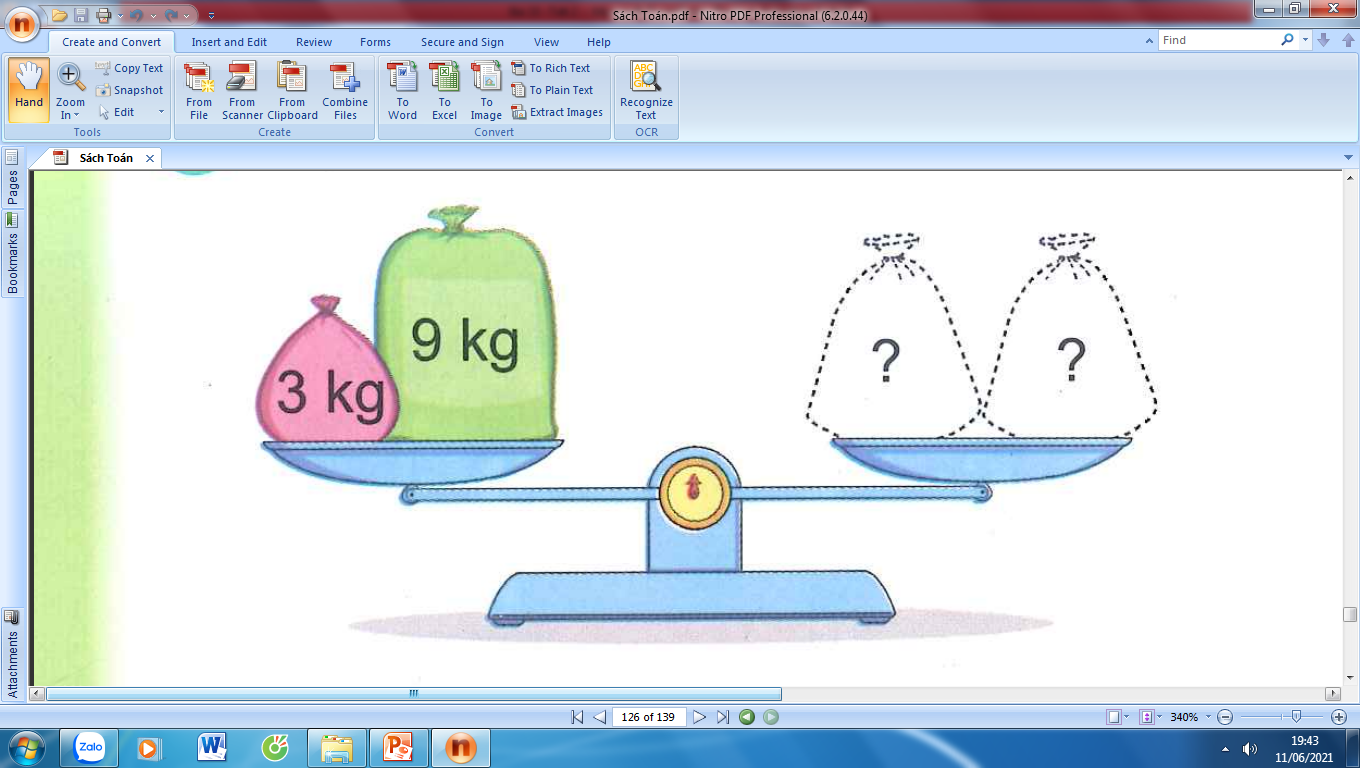 Sách Toán.pdf - Nitro PDF Professional (6.2.0.44)
Create and Convert Insert and Edit Review Forms Secure and Sign View Help
Find
Hand
Zoom In
Copy Text
Snapshot
Edit
Tools
From File
From Scanner
From Clipboard
Combine Files
Create
To Word
To Excel
To Image
To Rich Text
To Plain Text
Extract Images
Convert
Recognize Text
OCR
Sách Toán
Pages
Bookmarks
Attachments
9 kg
3 kg
? ?
126 of 139
340%
Zalo
19:43
11/06/2021